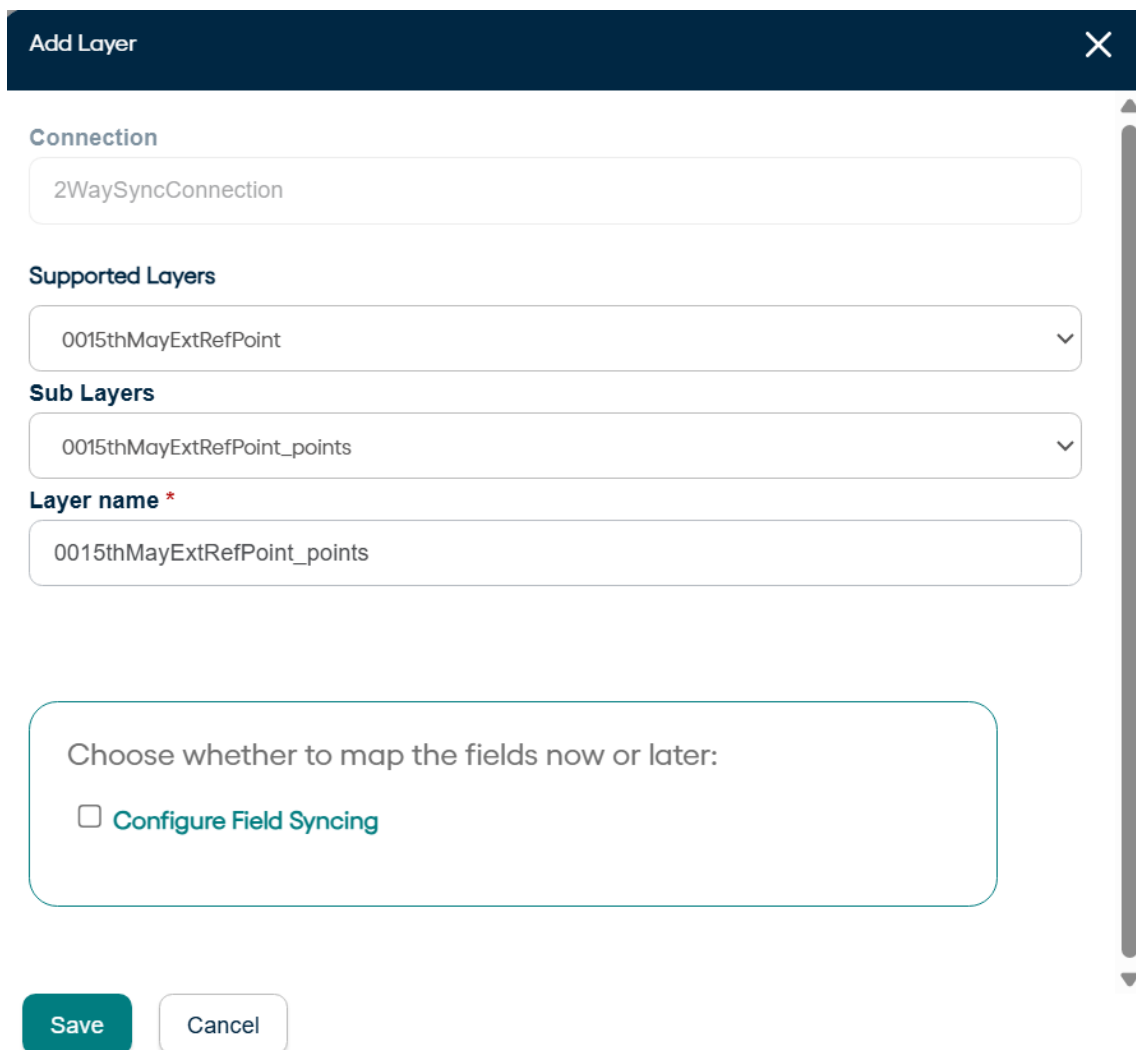 Add Layer
Connection
2WaySyncConnection
Supported Layers
0015thMayExtRefPoint
Sub Layers
0015thMayExtRefPoint_points
Layer name *
0015thMayExtRefPoint_points
Choose whether to map the fields now or later:
Configure Field Syncing
Save
Cancel